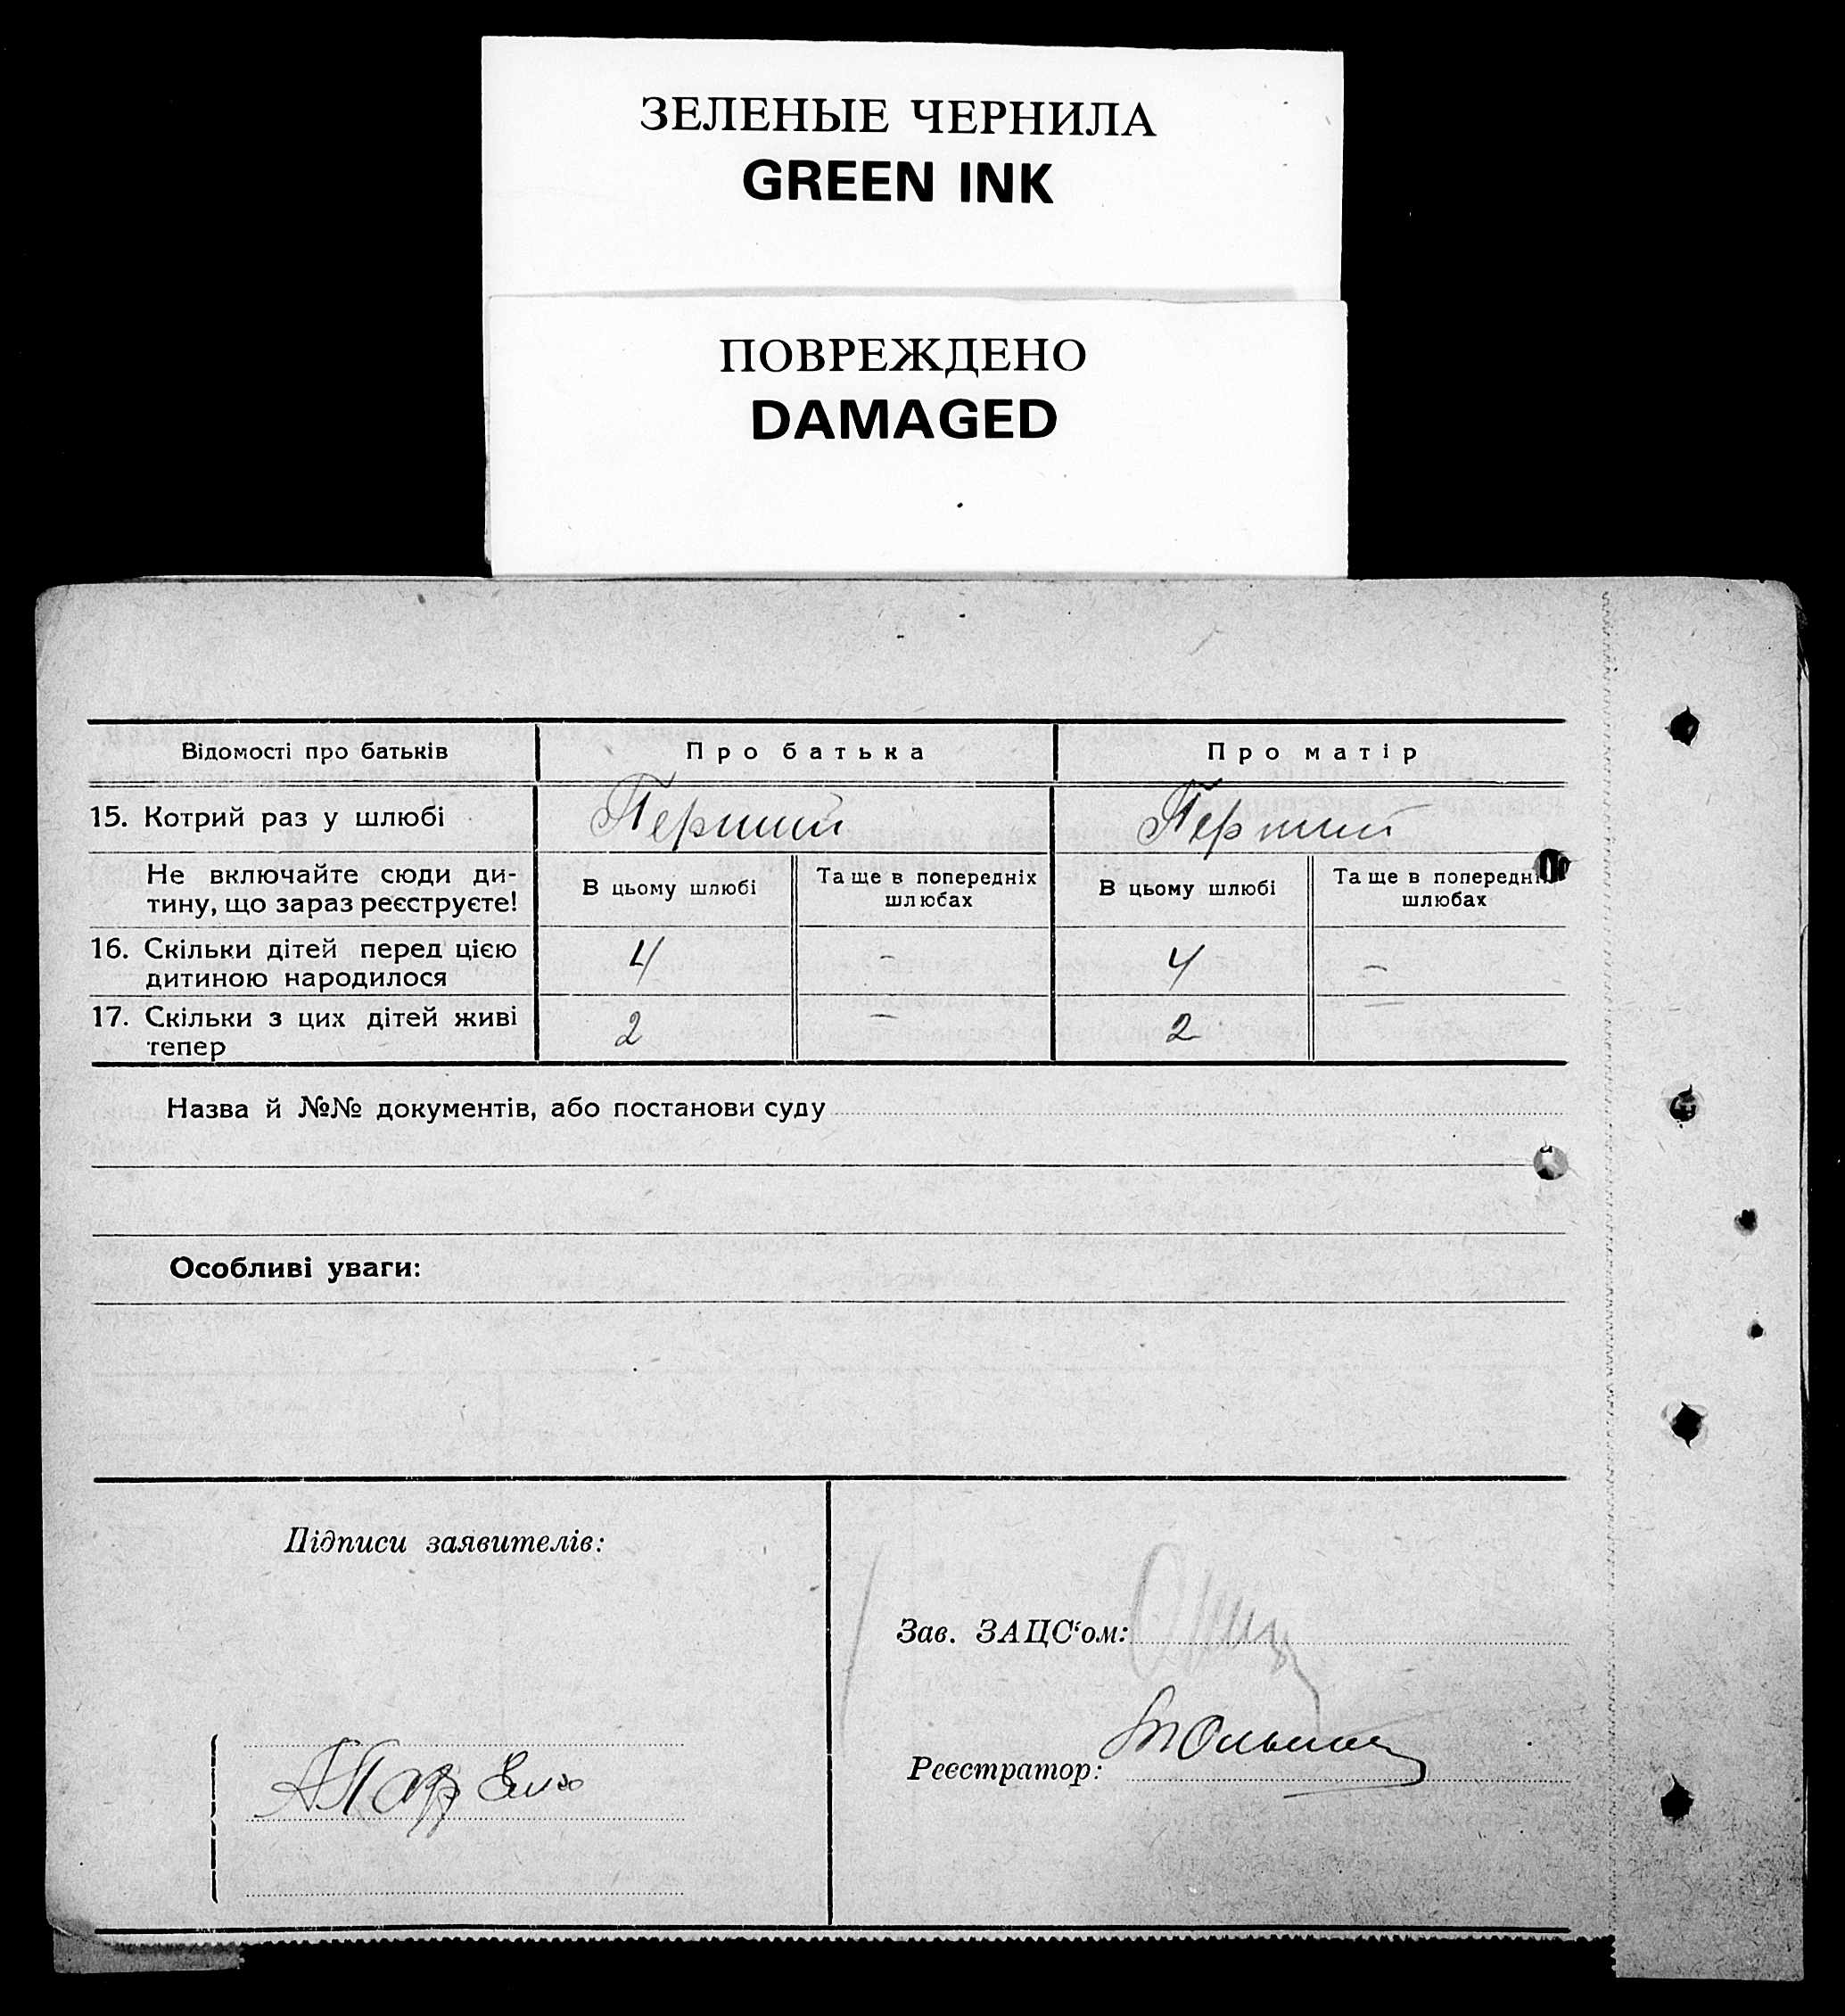 ЗЕЛЕНЫЕ ЧЕРНИЛА
GREEN INK
ПОВРЕЖДЕНО
DAMAGED
Відомості про батьків Про батька Про матір
15. Котрий раз у шлюбі Перший Перший
Не включайте сюди ди-
тину, що зараз реєструєте!
В цьому шлюбі
Та ще в попередніх
шлюбах
В цьому шлюбі
Та ще в попередніх
шлюбах
16. Скільки дітей перед цією
дитиною народилося
4 - 4 -
17. Скільки з цих дітей живі
тепер
2 - 2 -
Назва й №№ документів, або постанови суду
Особливі уваги:
Підписи заявителів:
Зав. ЗАЦС‘ом:
Реєстратор: